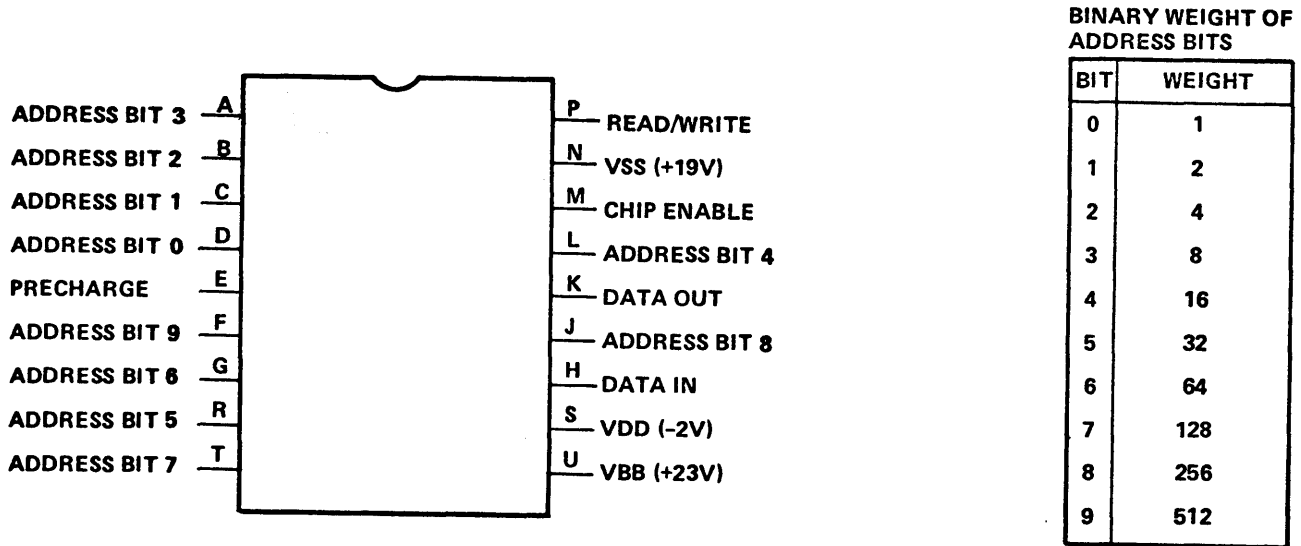 BINARY WEIGHT OF
ADDRESS BITS
BIT WEIGHT
0 1
1 2
2 4
3 8
4 16
5 32
6 64
7 128
8 256
9 512
ADDRESS BIT 3 A
ADDRESS BIT 2 B
ADDRESS BIT 1 C
ADDRESS BIT 0 D
PRECHARGE E
ADDRESS BIT 9 F
ADDRESS BIT 6 G
ADDRESS BIT 5 R
ADDRESS BIT 7 T
P READ/WRITE
N VSS (+19V)
M CHIP ENABLE
L ADDRESS BIT 4
K DATA OUT
J ADDRESS BIT 8
H DATA IN
S VDD (-2V)
U VBB (+23V)